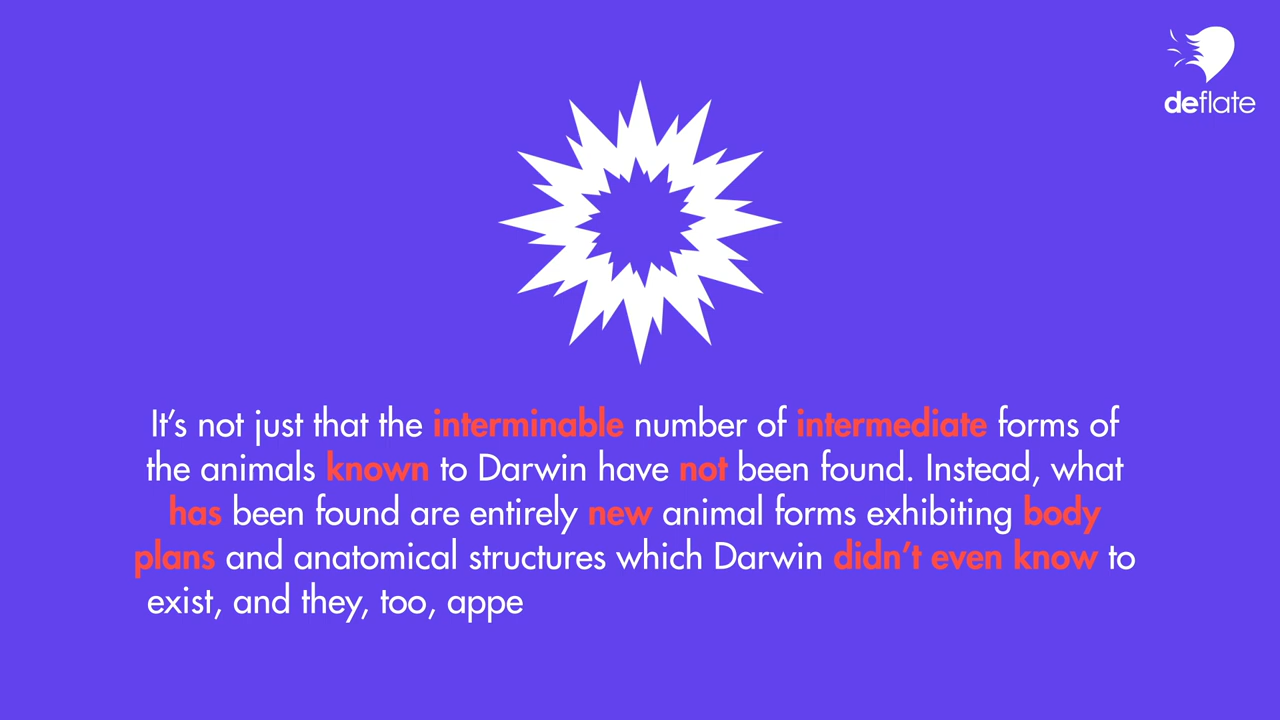 deflate
It's not just that the interminable number of intermediate forms of
the animals known to Darwin have not been found. Instead, what
has been found are entirely new animal forms exhibiting body
plans and anatomical structures which Darwin didn't even know to
exist, and they, too, appe